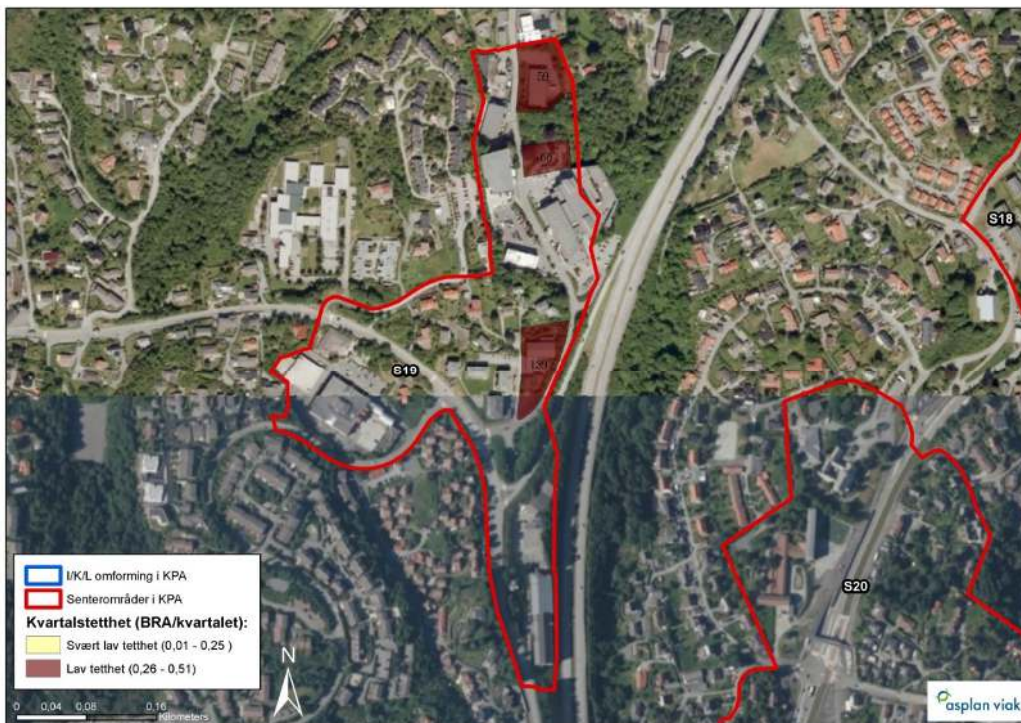 S18
S19
S20
I/K/L omforming i KPA
Senterområder i KPA
Kvartalstetthet (BRA/kvartalet):
Svært lav tetthet (0,01 - 0,25 )
Lav tetthet (0,26 - 0,51)
N
0 0,04 0,08 0,16
Kilometers
asplan viak